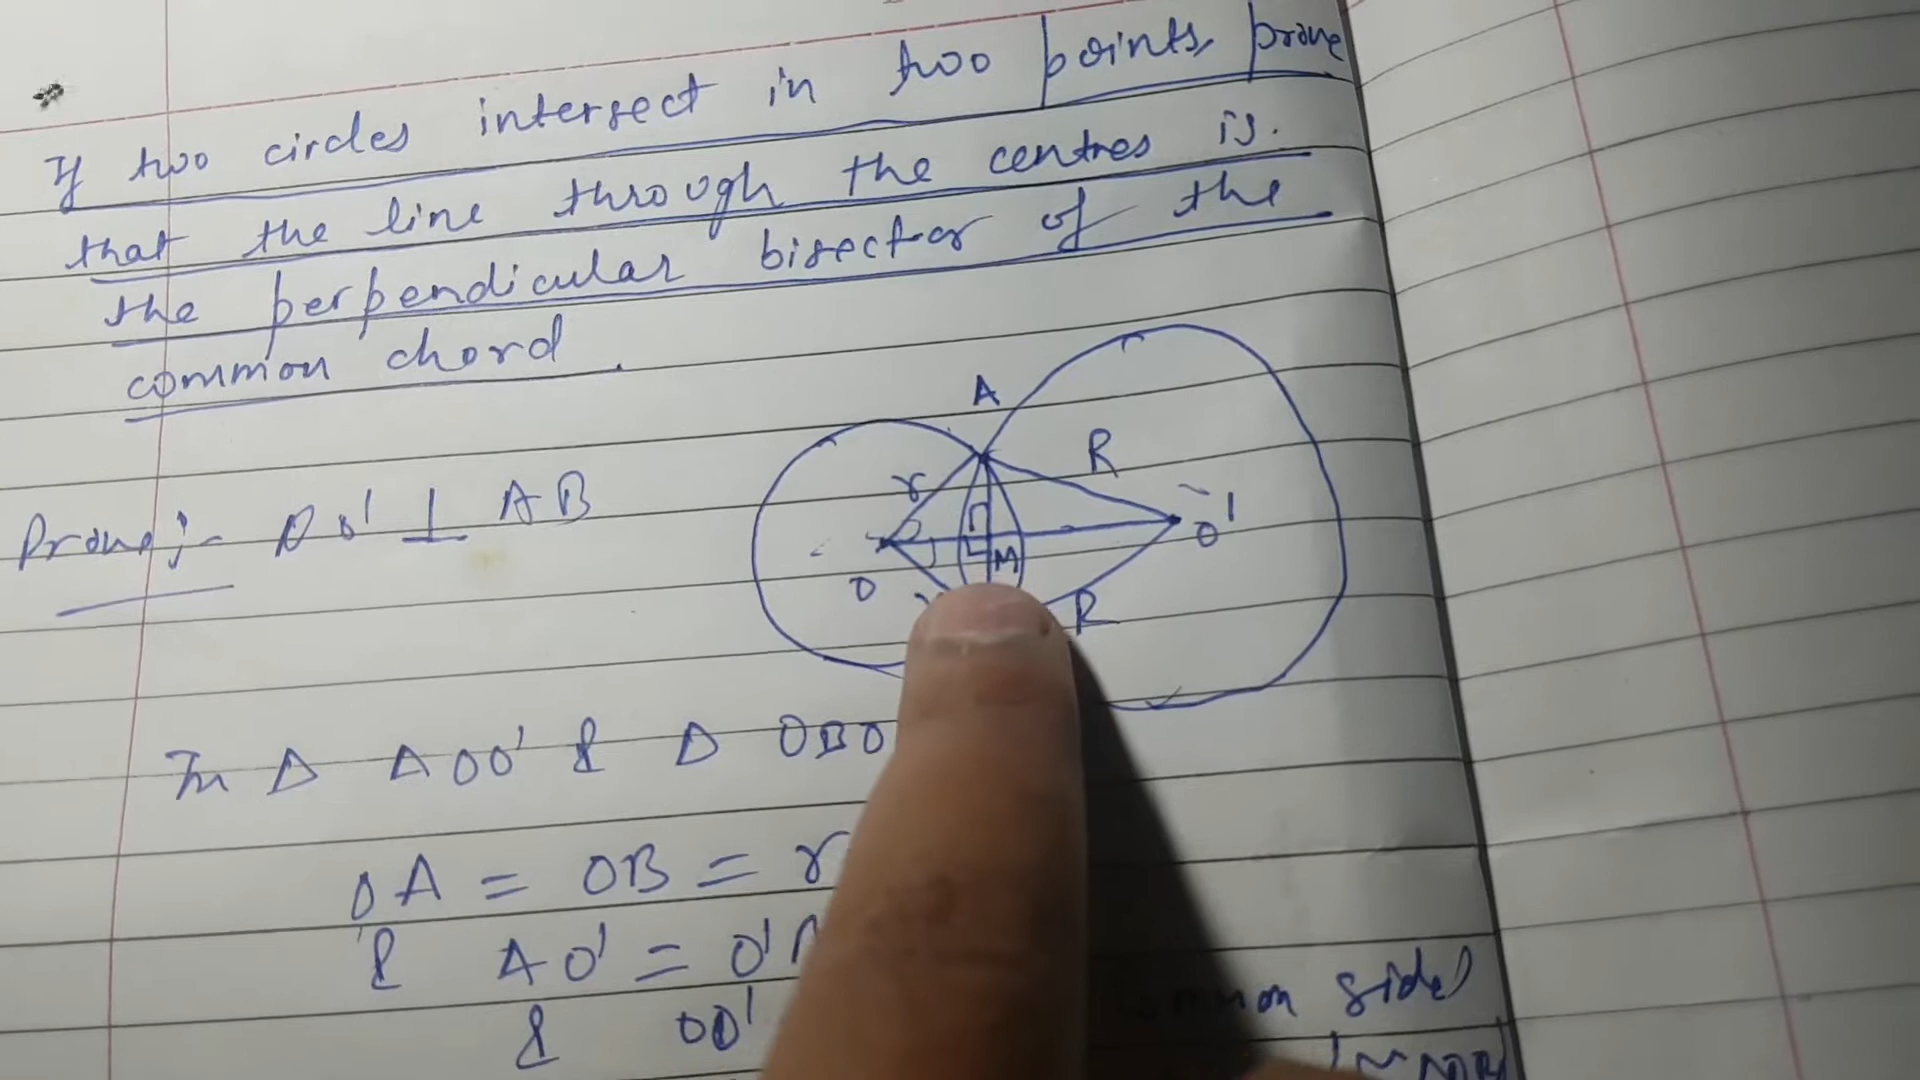 If two circles intersect in two points, prove
that the line through the centres is.
the perpendicular bisector of the
common chord.
A
R
r
O'
M
O
R
Prove :- OO' ⊥ AB
In Δ AOO' & Δ OBO
OA = OB = r
& AO' = O'
& OO' side)